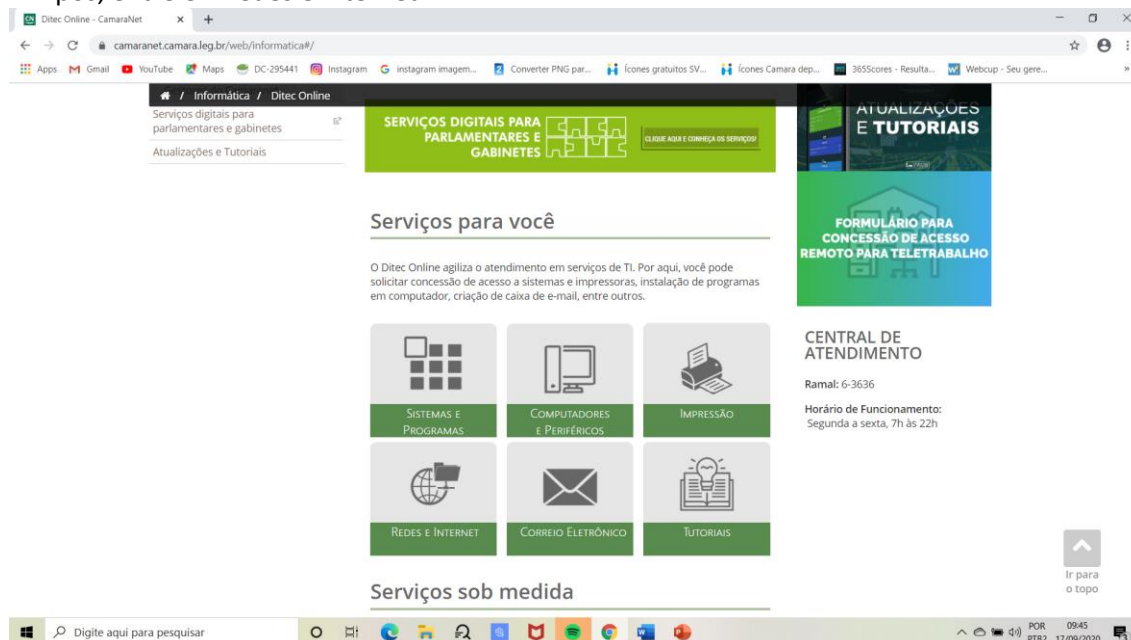 Ditec Online - CamaraNet
camaranet.camara.leg.br/web/informatica#/
Apps Gmail YouTube Maps DC-295441 Instagram instagram imagem... Converter PNG par... Ícones gratuitos SV... Ícones Camara dep... 365Scores - Resulta... Webcup - Seu gere...
/ Informática / Ditec Online
Serviços digitais para
parlamentares e gabinetes
Atualizações e Tutoriais
SERVIÇOS DIGITAIS PARA
PARLAMENTARES E
GABINETES
CLIQUE AQUI E CONHEÇA OS SERVIÇOS!
ATUALIZAÇÕES
E TUTORIAIS
Serviços para você
O Ditec Online agiliza o atendimento em serviços de TI. Por aqui, você pode
solicitar concessão de acesso a sistemas e impressoras, instalação de programas
em computador, criação de caixa de e-mail, entre outros.
FORMULÁRIO PARA
CONCESSÃO DE ACESSO
REMOTO PARA TELETRABALHO
Sistemas e
Programas
Computadores
e Periféricos
Impressão
Redes e Internet
Correio Eletrônico
Tutoriais
CENTRAL DE
ATENDIMENTO
Ramal: 6-3636
Horário de Funcionamento:
Segunda a sexta, 7h às 22h
Serviços sob medida
Ir para
o topo
Digite aqui para pesquisar
POR
PTB2
09:45
17/09/2020